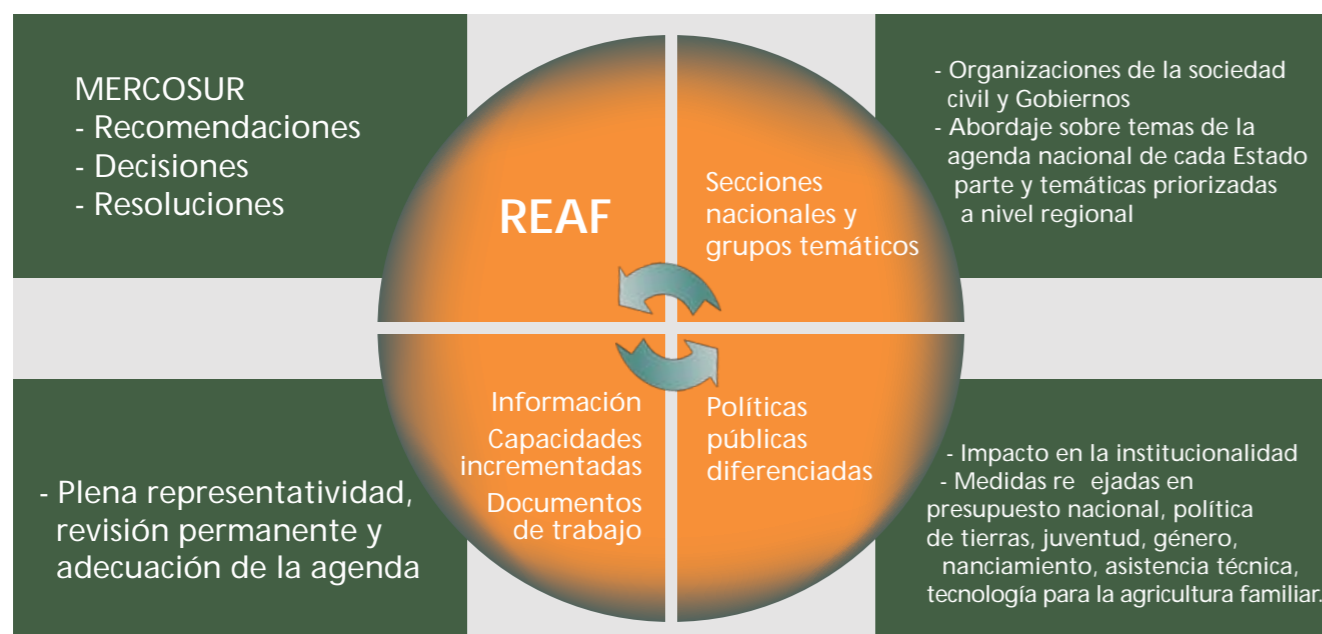 MERCOSUR
- Recomendaciones
- Decisiones
- Resoluciones
REAF
Secciones
nacionales y
grupos temáticos
- Organizaciones de la sociedad
civil y Gobiernos
- Abordaje sobre temas de la
agenda nacional de cada Estado
parte y temáticas priorizadas
a nivel regional
- Plena representatividad,
revisión permanente y
adecuación de la agenda
Información
Capacidades
incrementadas
Documentos
de trabajo
Políticas
públicas
diferenciadas
- Impacto en la institucionalidad
- Medidas re ejadas en
presupuesto nacional, política
de tierras, juventud, género,
nanciamiento, asistencia técnica,
tecnología para la agricultura familiar.